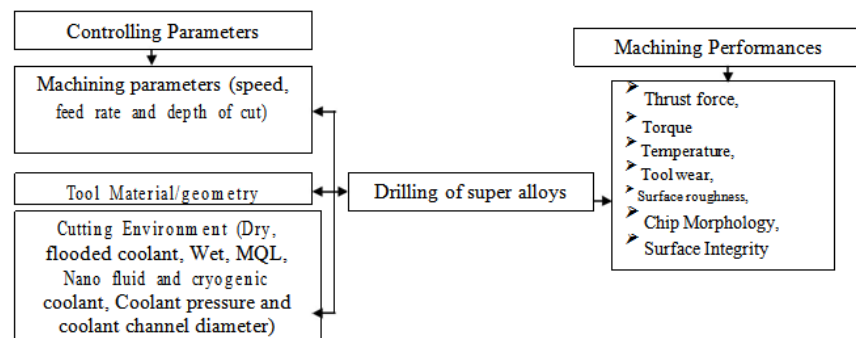 Controlling Parameters
Machining parameters (speed,
feed rate and depth of cut)
Tool Material/geometry
Cutting Environment (Dry,
flooded coolant, Wet, MQL,
Nano fluid and cryogenic
coolant, Coolant pressure and
coolant channel diameter)
Drilling of super alloys
Machining Performances
➤ Thrust force,
➤ Torque
➤ Temperature,
➤ Tool wear,
➤ Surface roughness,
➤ Chip Morphology,
➤ Surface Integrity